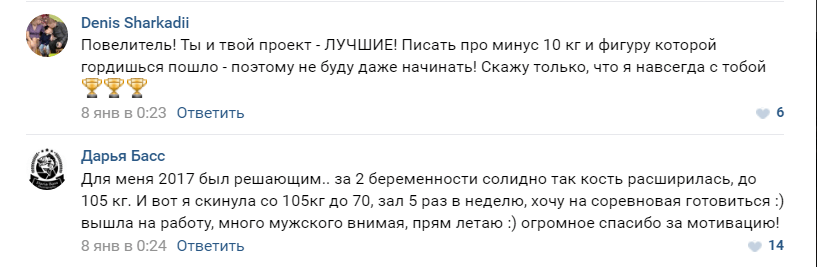 Denis Sharkadii
Повелитель! Ты и твой проект - ЛУЧШИЕ! Писать про минус 10 кг и фигуру которой
гордишься пошло - поэтому не буду даже начинать! Скажу только, что я навсегда с тобой
🏆🏆🏆
8 янв в 0:23 Ответить 6
Дарья Басс
Для меня 2017 был решающим.. за 2 беременности солидно так кость расширилась, до
105 кг. И вот я скинула со 105кг до 70, зал 5 раз в неделю, хочу на соревновая готовиться :)
вышла на работу, много мужского внимая, прям летаю :) огромное спасибо за мотивацию!
8 янв в 0:24 Ответить 14